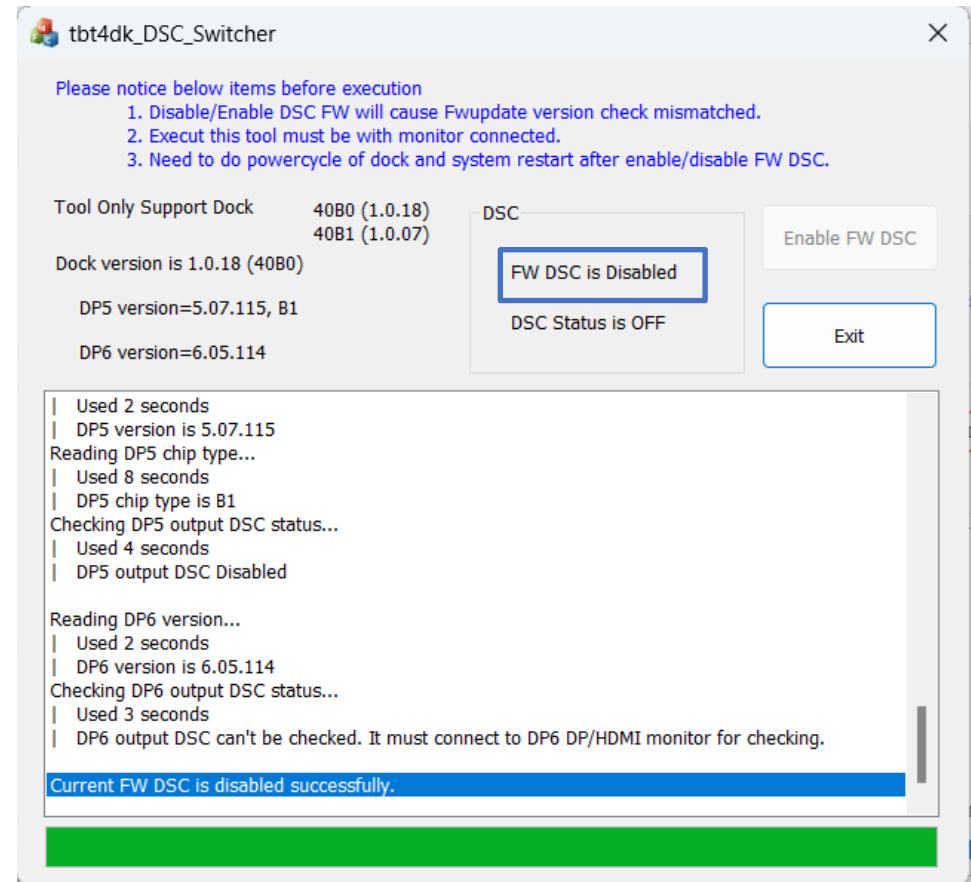 tbt4dk_DSC_Switcher
Please notice below items before execution
1. Disable/Enable DSC FW will cause Fwupdate version check mismatched.
2. Execut this tool must be with monitor connected.
3. Need to do powercycle of dock and system restart after enable/disable FW DSC.
Tool Only Support Dock 40B0 (1.0.18)
40B1 (1.0.07)
Dock version is 1.0.18 (40B0)
DP5 version=5.07.115, B1
DP6 version=6.05.114
DSC
FW DSC is Disabled
DSC Status is OFF
Enable FW DSC
Exit
| Used 2 seconds
| DP5 version is 5.07.115
Reading DP5 chip type...
| Used 8 seconds
| DP5 chip type is B1
Checking DP5 output DSC status...
| Used 4 seconds
| DP5 output DSC Disabled
Reading DP6 version...
| Used 2 seconds
| DP6 version is 6.05.114
Checking DP6 output DSC status...
| Used 3 seconds
| DP6 output DSC can't be checked. It must connect to DP6 DP/HDMI monitor for checking.
Current FW DSC is disabled successfully.